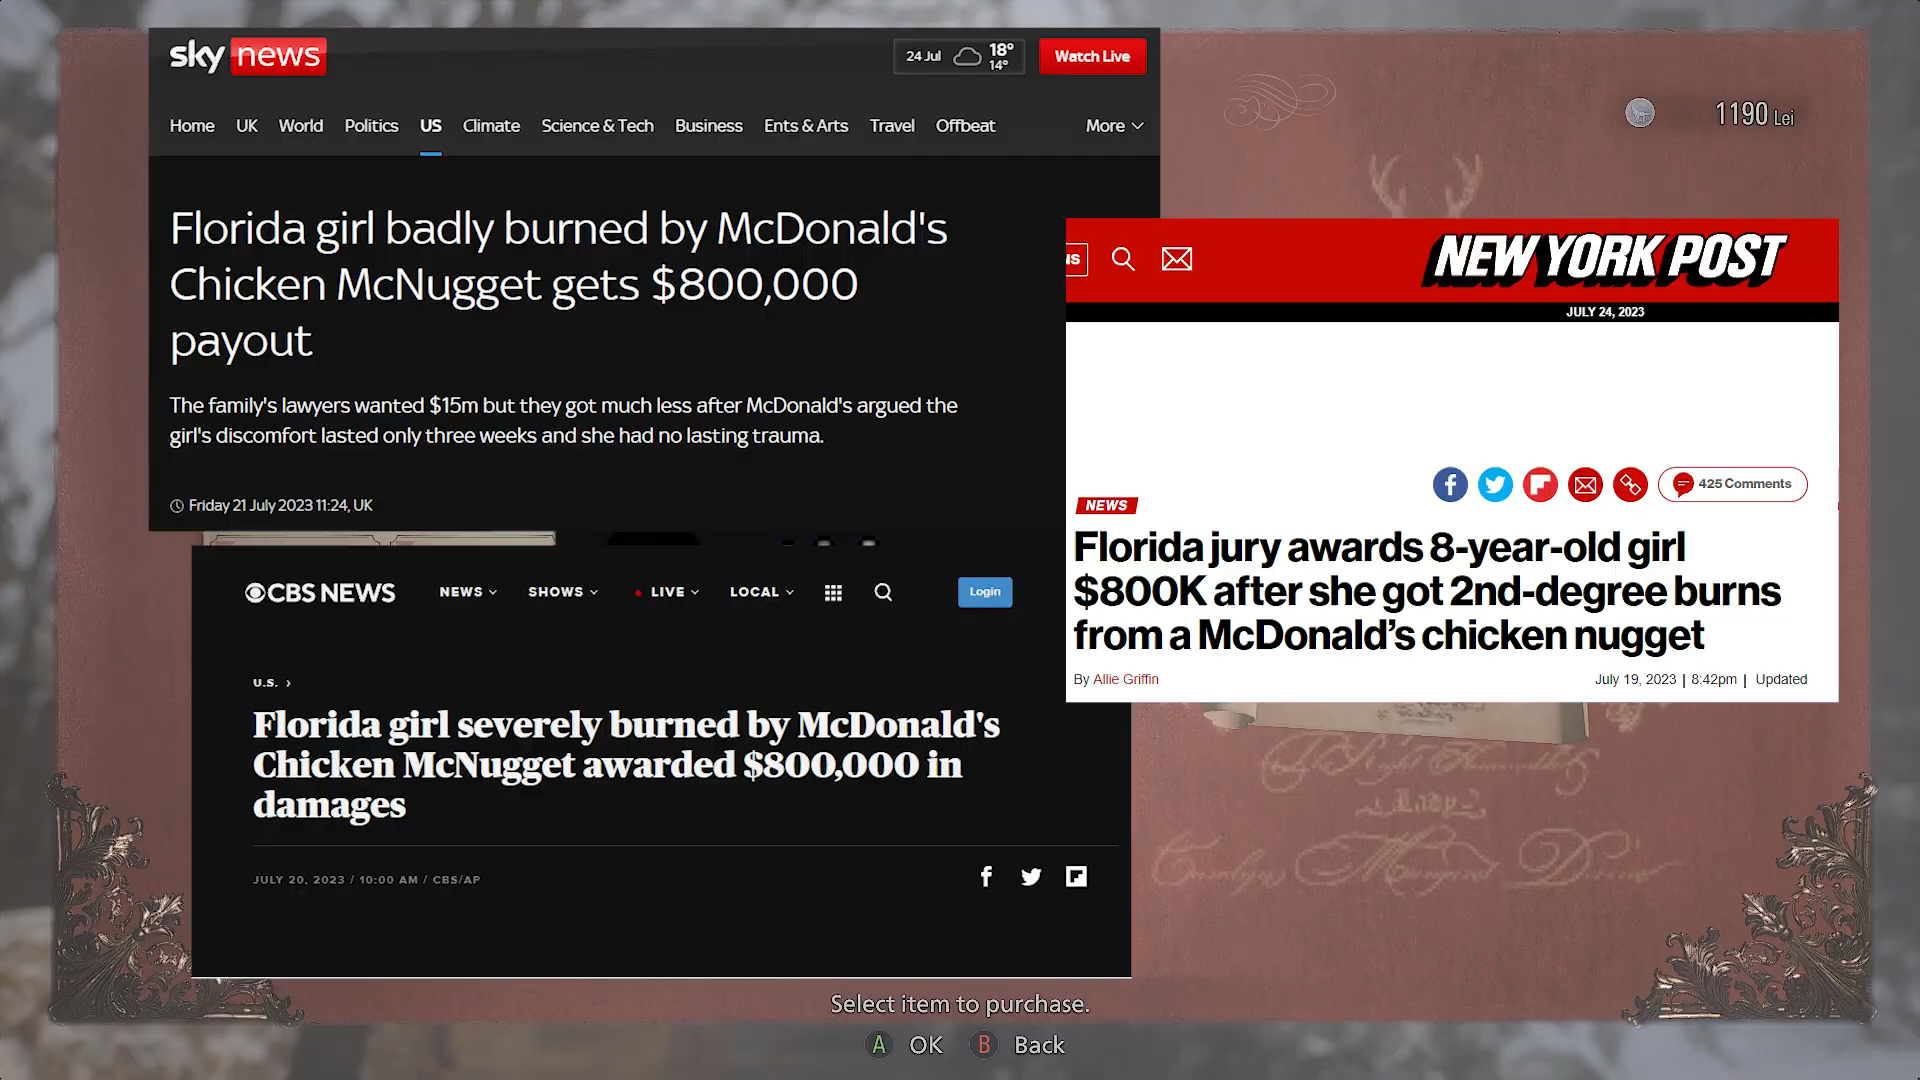 sky news
24 Jul 18° 14° Watch Live
Home UK World Politics US Climate Science & Tech Business Ents & Arts Travel Offbeat More
Florida girl badly burned by McDonald's
Chicken McNugget gets $800,000
payout
The family's lawyers wanted $15m but they got much less after McDonald's argued the
girl's discomfort lasted only three weeks and she had no lasting trauma.
Friday 21 July 2023 11:24, UK
1190 Lei
NEW YORK POST
JULY 24, 2023
425 Comments
NEWS
Florida jury awards 8-year-old girl
$800K after she got 2nd-degree burns
from a McDonald’s chicken nugget
By Allie Griffin July 19, 2023 | 8:42pm | Updated
CBS NEWS NEWS SHOWS LIVE LOCAL Login
U.S. ›
Florida girl severely burned by McDonald's
Chicken McNugget awarded $800,000 in
damages
JULY 20, 2023 / 10:00 AM / CBS/AP
Select item to purchase.
A OK B Back